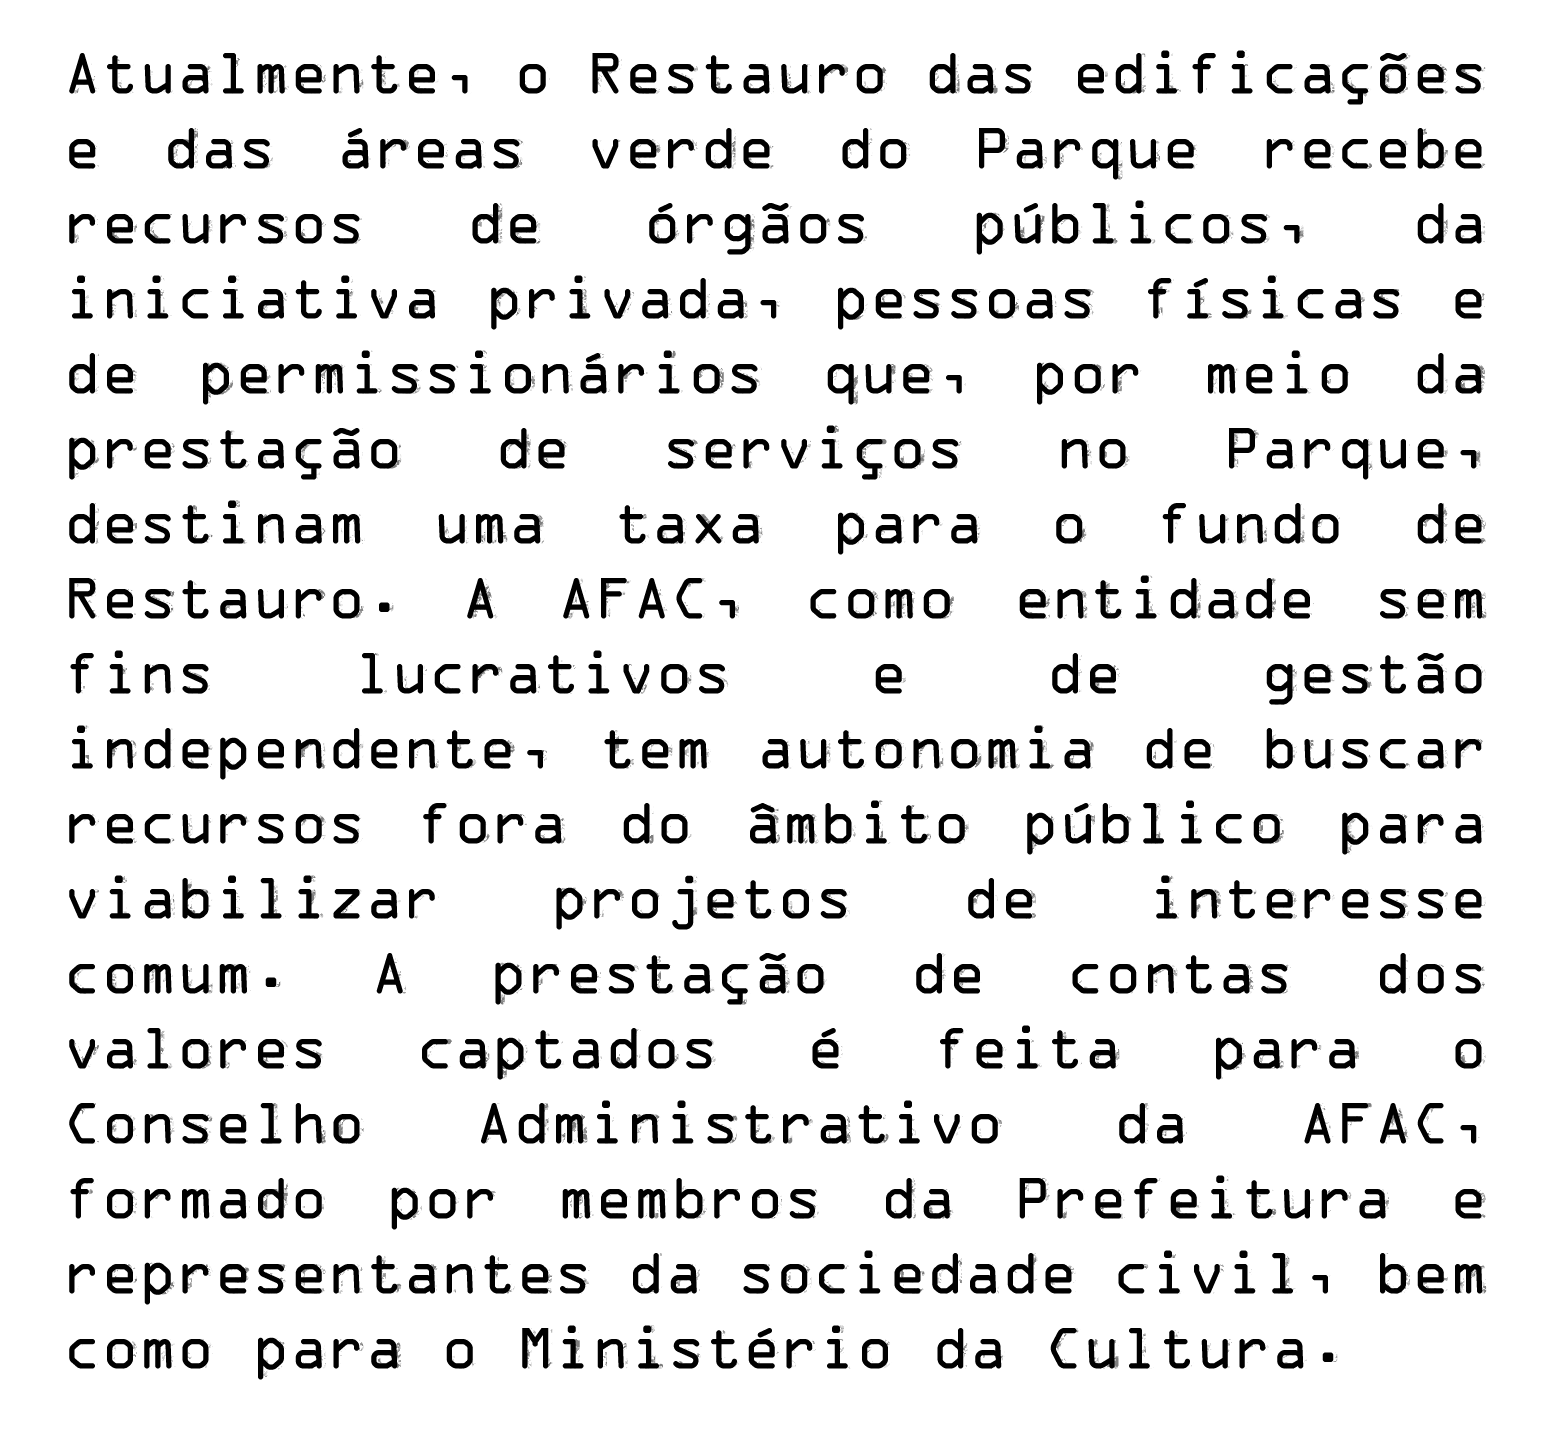 Atualmente, o Restauro das edificações
e das áreas verde do Parque recebe
recursos de órgãos públicos, da
iniciativa privada, pessoas físicas e
de permissionários que, por meio da
prestação de serviços no Parque,
destinam uma taxa para o fundo de
Restauro. A AFAC, como entidade sem
fins lucrativos e de gestão
independente, tem autonomia de buscar
recursos fora do âmbito público para
viabilizar projetos de interesse
comum. A prestação de contas dos
valores captados é feita para o
Conselho Administrativo da AFAC,
formado por membros da Prefeitura e
representantes da sociedade civil, bem
como para o Ministério da Cultura.